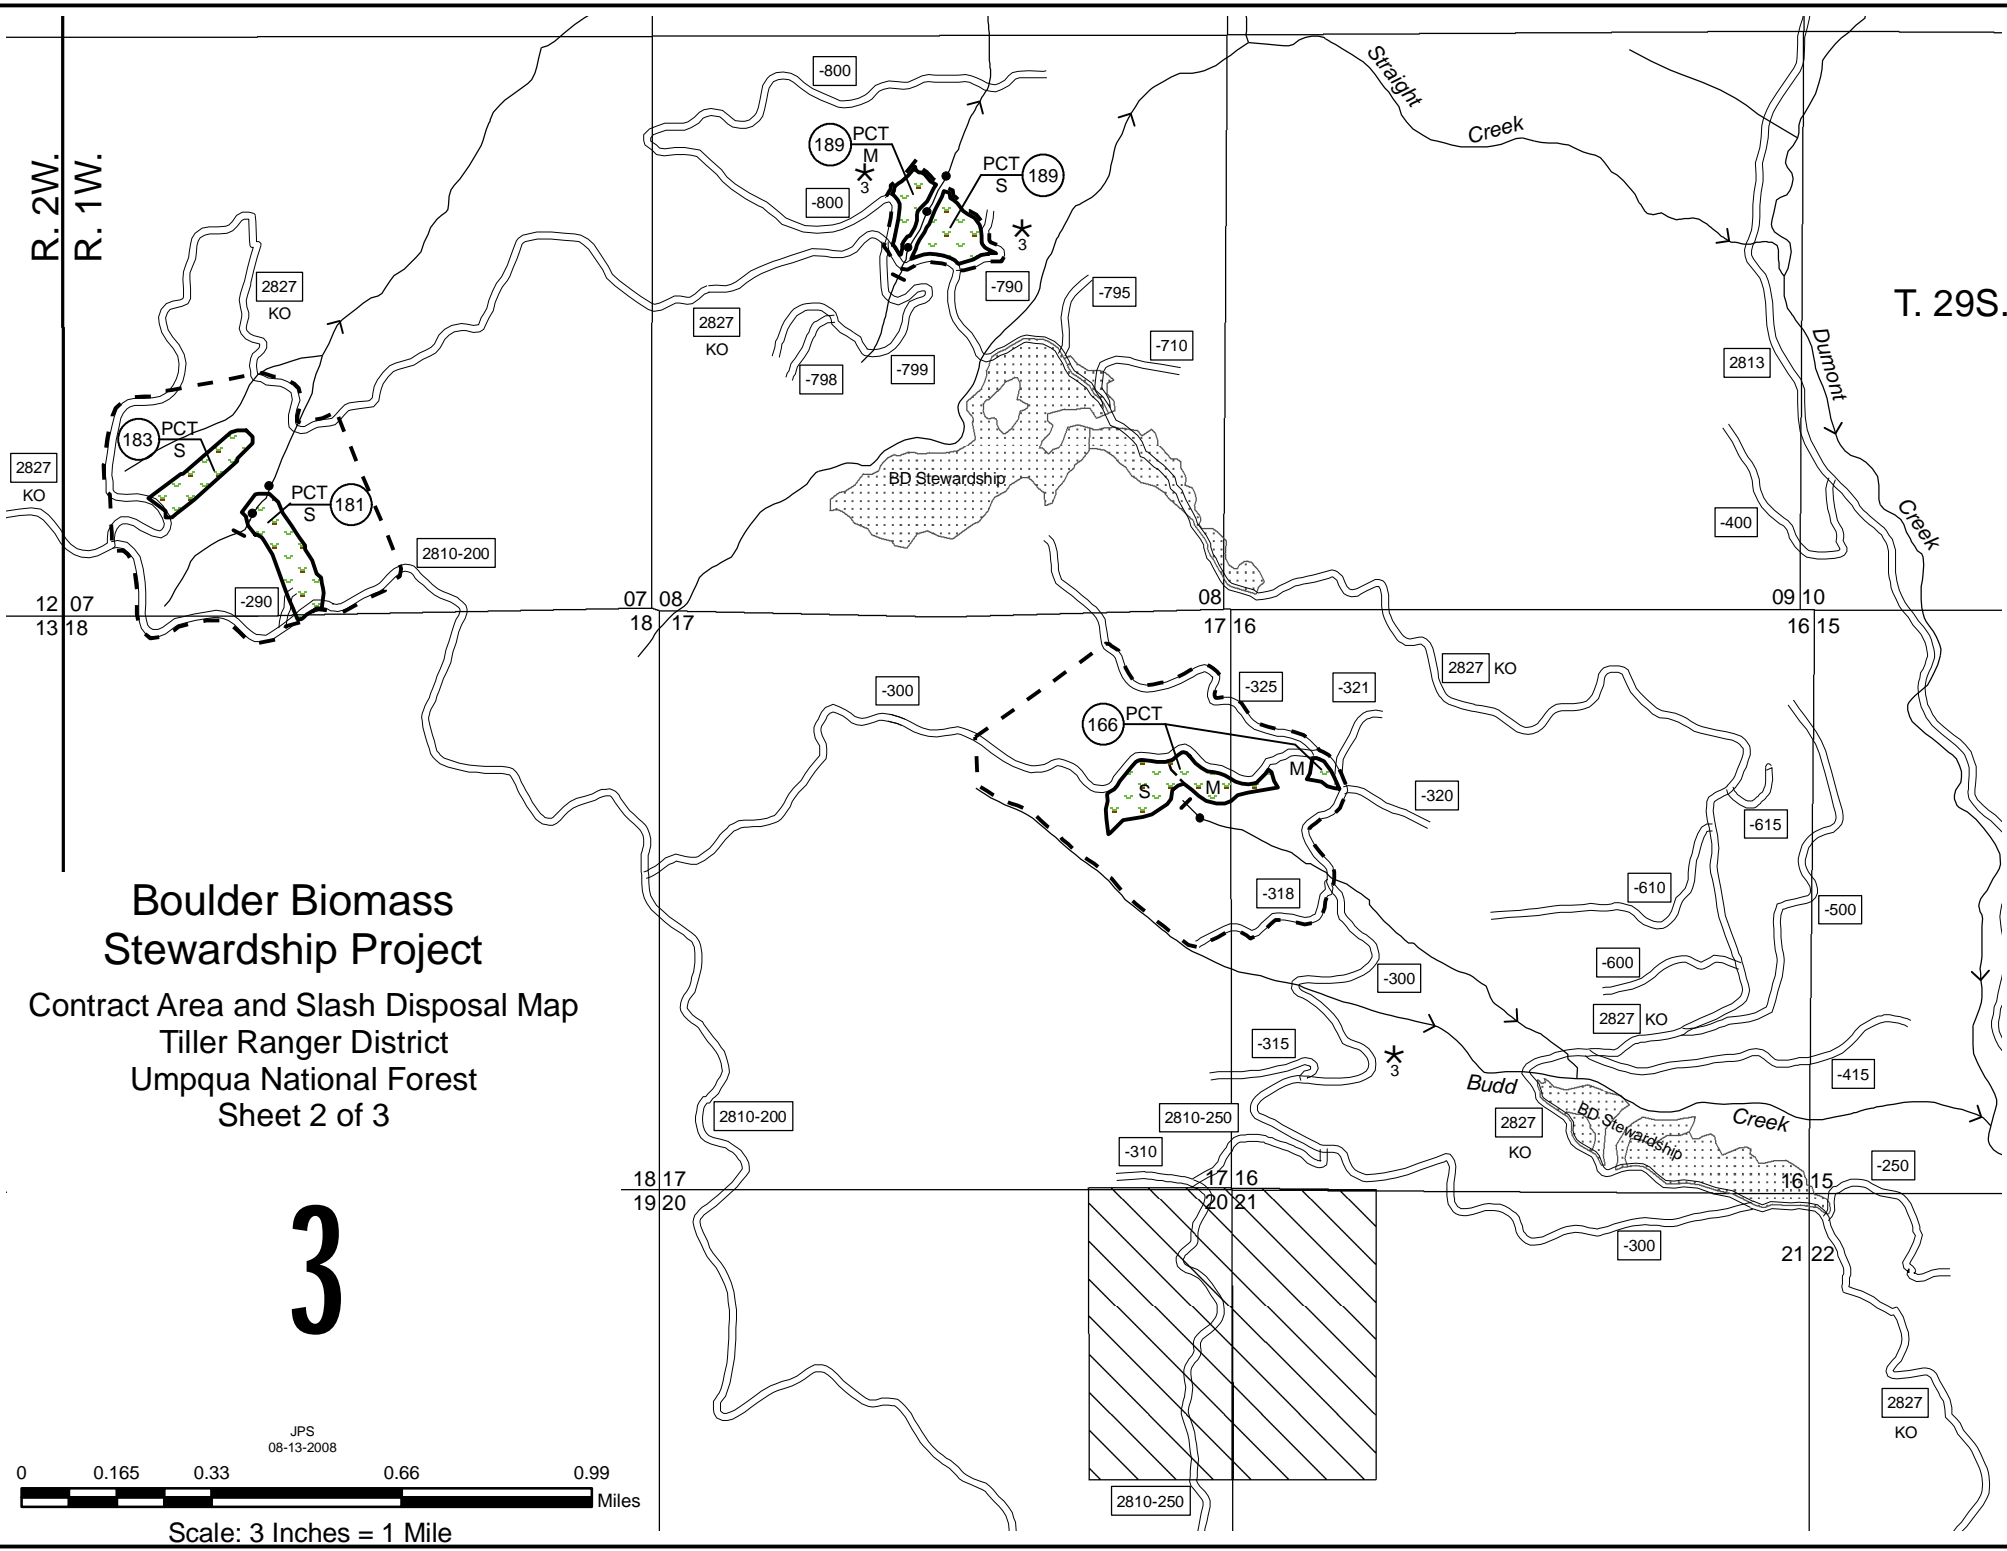 R. 2W.
R. 1W.
T. 29S.
-800
189
PCT
M
3
PCT
S
189
-800
3
2827
KO
2827
KO
-790
-795
-798
-799
-710
Straight
Creek
2813
Dumont
Creek
-400
183
PCT
S
2827
KO
PCT
S
181
2810-200
-290
BD Stewardship
12 07
13 18
07 08
18 17
08
17 16
09 10
16 15
-300
166
PCT
S
M
M
-325
-321
-320
-318
2827 KO
-615
-610
-500
-600
2827 KO
-300
-315
3
-415
Budd
Creek
2827
KO
BD Stewardship
2810-200
2810-250
-310
-250
18 17
19 20
17 16
20 21
16 15
21 22
-300
2810-250
2827
KO
Boulder Biomass
Stewardship Project
Contract Area and Slash Disposal Map
Tiller Ranger District
Umpqua National Forest
Sheet 2 of 3
3
JPS
08-13-2008
0 0.165 0.33 0.66 0.99
Miles
Scale: 3 Inches = 1 Mile